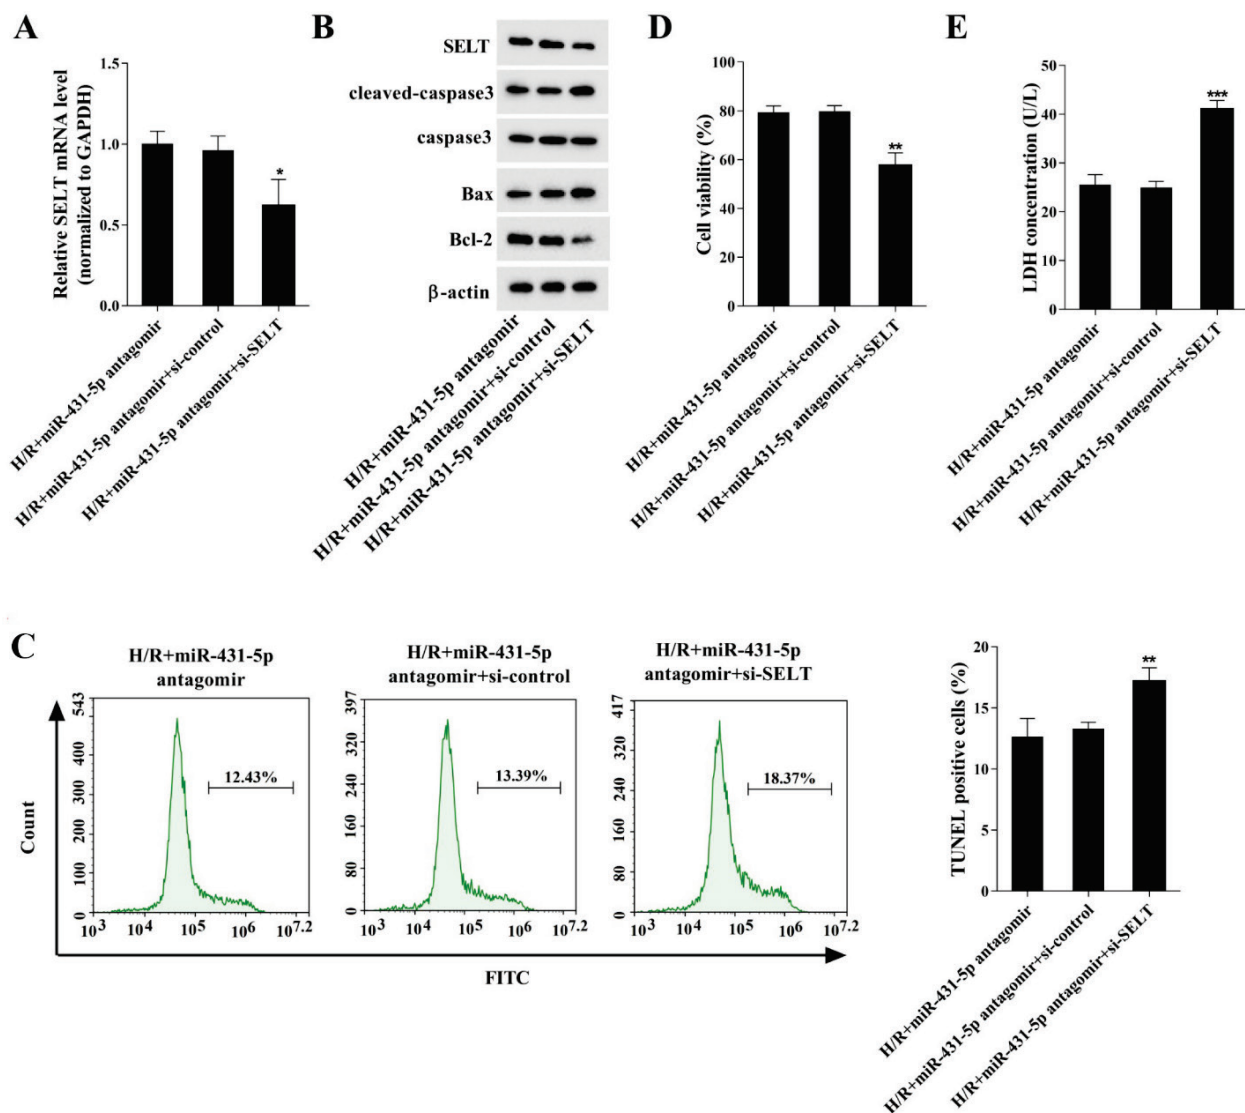 A
Relative SELT mRNA level
(normalized to GAPDH)
1.5
1.0
0.5
0.0
*
H/R+miR-431-5p antagomir
H/R+miR-431-5p antagomir+si-control
H/R+miR-431-5p antagomir+si-SELT
B
SELT
cleaved-caspase3
caspase3
Bax
Bcl-2
β-actin
H/R+miR-431-5p antagomir
H/R+miR-431-5p antagomir+si-control
H/R+miR-431-5p antagomir+si-SELT
D
Cell viability (%)
100
80
60
40
20
0
**
H/R+miR-431-5p antagomir
H/R+miR-431-5p antagomir+si-control
H/R+miR-431-5p antagomir+si-SELT
E
LDH concentration (U/L)
50
40
30
20
10
0
***
H/R+miR-431-5p antagomir
H/R+miR-431-5p antagomir+si-control
H/R+miR-431-5p antagomir+si-SELT
C
Count
H/R+miR-431-5p
antagomir
543
400
300
200
100
0
12.43%
10³ 10⁴ 10⁵ 10⁶ 10⁷·²
H/R+miR-431-5p
antagomir+si-control
397
320
240
160
80
0
13.39%
10³ 10⁴ 10⁵ 10⁶ 10⁷·²
H/R+miR-431-5p
antagomir+si-SELT
417
320
240
160
80
0
18.37%
10³ 10⁴ 10⁵ 10⁶ 10⁷·²
FITC
TUNEL positive cells (%)
20
15
10
5
0
**
H/R+miR-431-5p antagomir
H/R+miR-431-5p antagomir+si-control
H/R+miR-431-5p antagomir+si-SELT